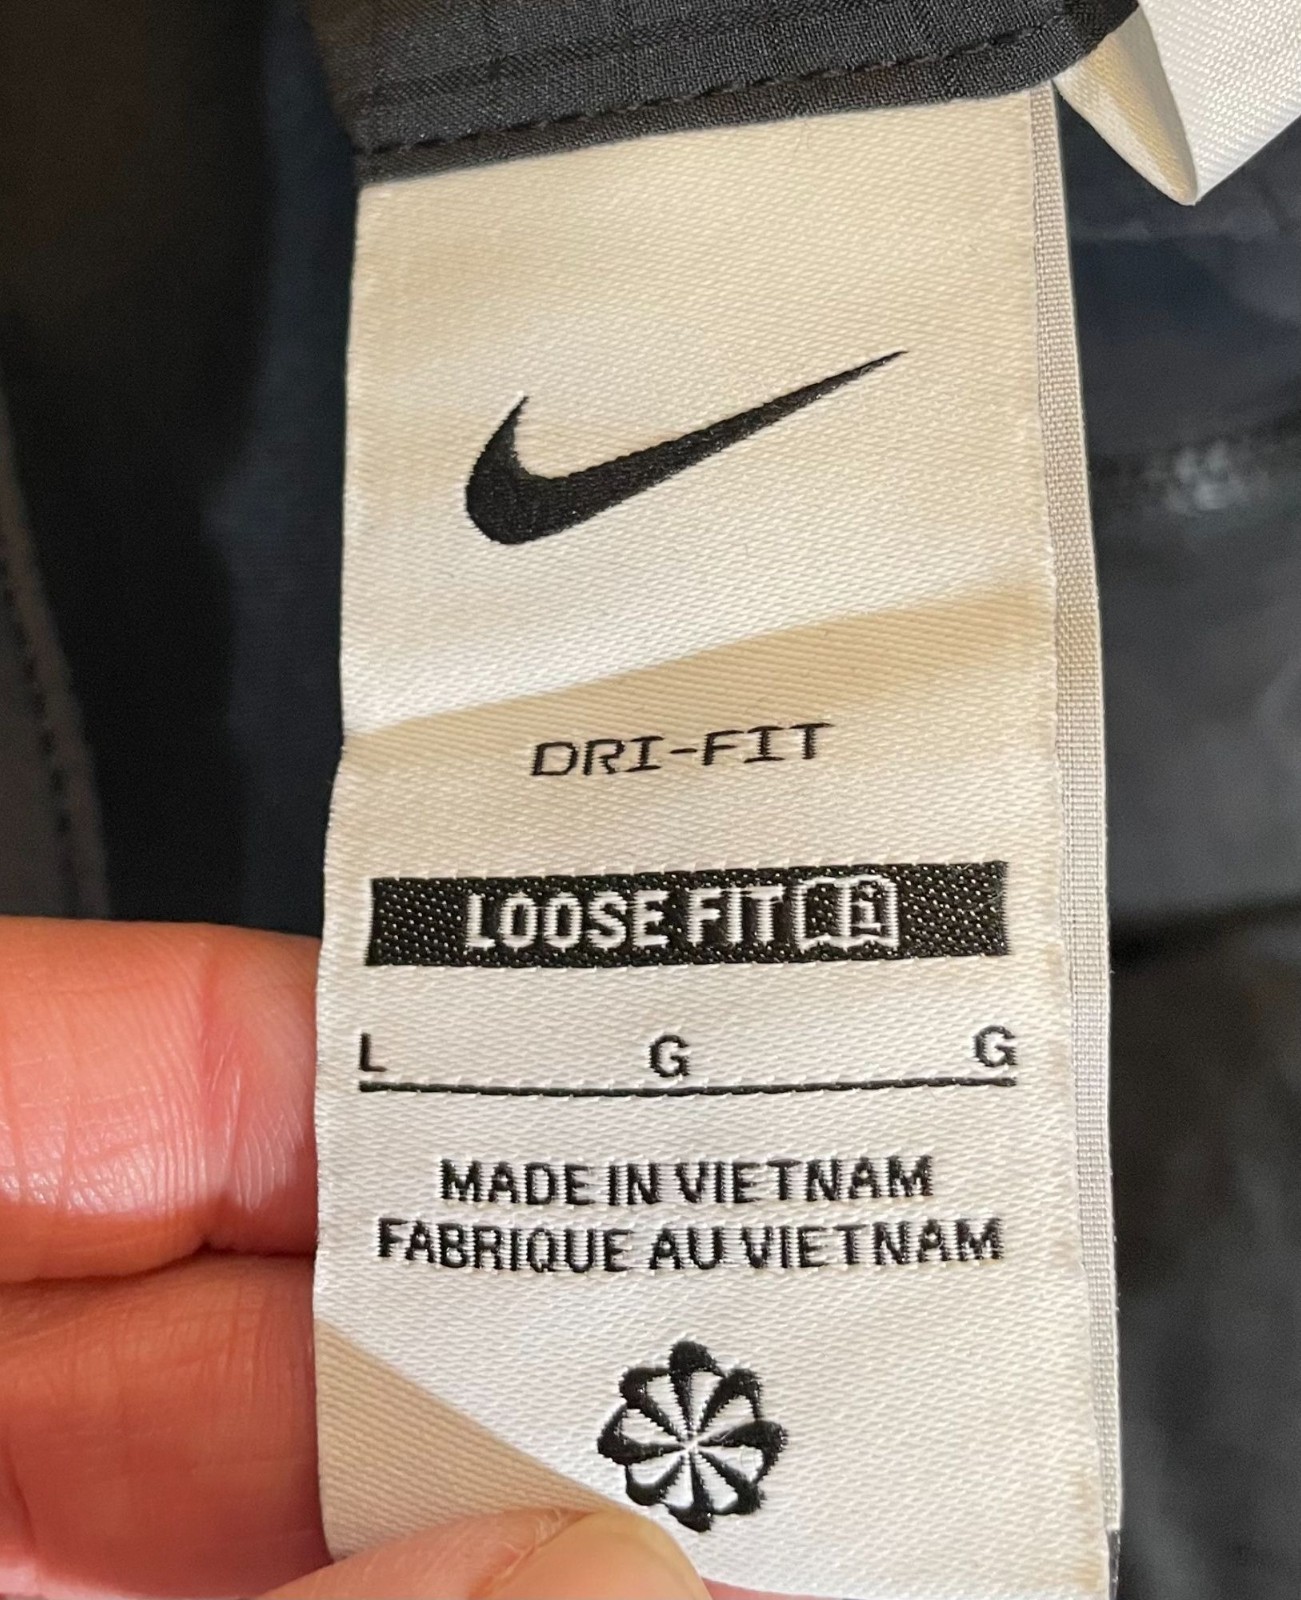 DRI-FIT
LOOSE FIT
L G G
MADE IN VIETNAM
FABRIQUE AU VIETNAM